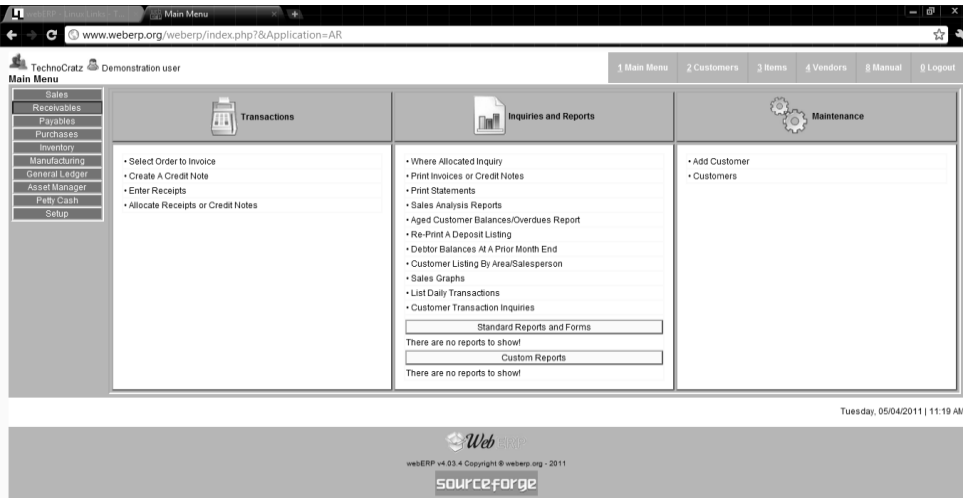 webERP - Linux Links - T
Main Menu
www.weberp.org/weberp/index.php?&Application=AR
TechnoCratz Demonstration user
Main Menu
1 Main Menu 2 Customers 3 Items 4 Vendors 8 Manual 0 Logout
Sales
Receivables
Payables
Purchases
Inventory
Manufacturing
General Ledger
Asset Manager
Petty Cash
Setup
Transactions
• Select Order to Invoice
• Create A Credit Note
• Enter Receipts
• Allocate Receipts or Credit Notes
Inquiries and Reports
• Where Allocated Inquiry
• Print Invoices or Credit Notes
• Print Statements
• Sales Analysis Reports
• Aged Customer Balances/Overdues Report
• Re-Print A Deposit Listing
• Debtor Balances At A Prior Month End
• Customer Listing By Area/Salesperson
• Sales Graphs
• List Daily Transactions
• Customer Transaction Inquiries
Standard Reports and Forms
There are no reports to show!
Custom Reports
There are no reports to show!
Maintenance
• Add Customer
• Customers
Tuesday, 05/04/2011 | 11:19 AM
Web ERP
webERP v4.03.4 Copyright © weberp.org - 2011
sourceforge